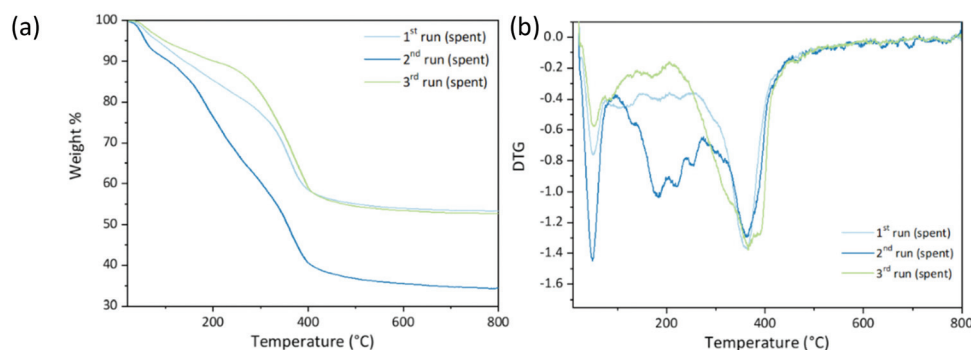 (a)
100
90
80
70
60
50
40
30
Weight %
200
400
600
800
Temperature (°C)
1st run (spent)
2nd run (spent)
3rd run (spent)
(b)
0.0
-0.2
-0.4
-0.6
-0.8
-1.0
-1.2
-1.4
-1.6
DTG
200
400
600
800
Temperature (°C)
1st run (spent)
2nd run (spent)
3rd run (spent)